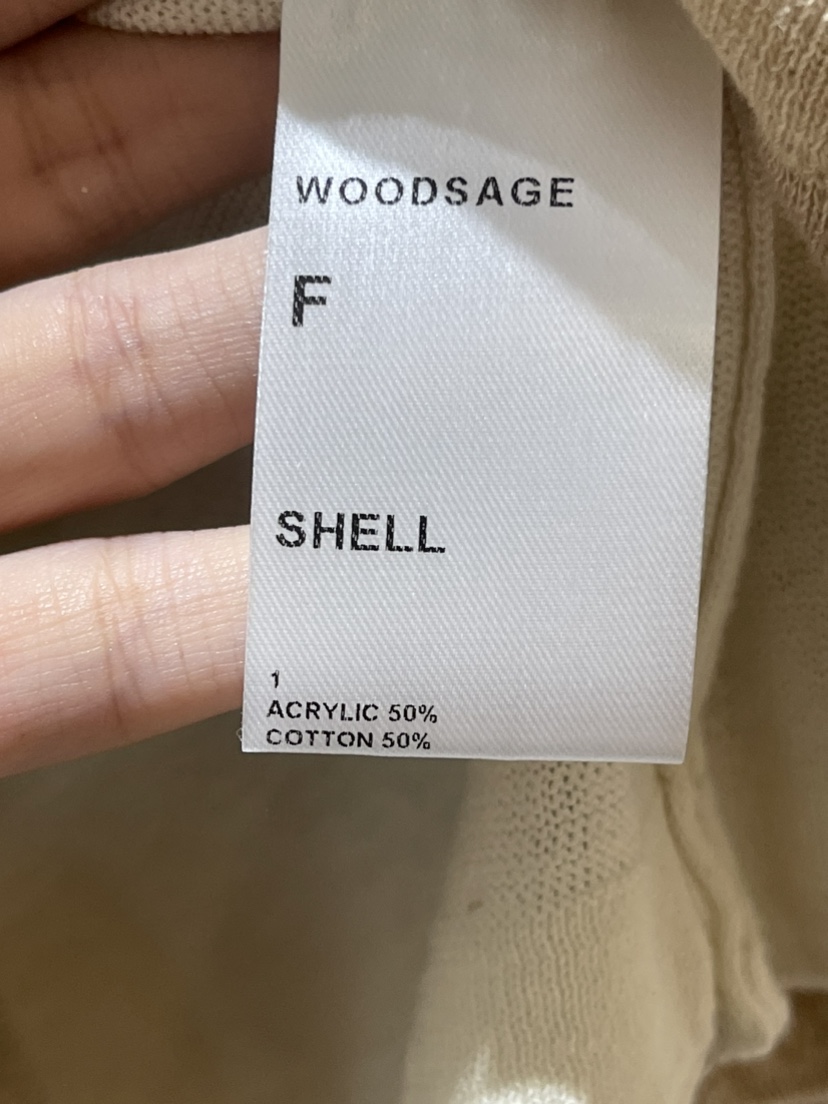 WOODSAGE
F
SHELL
1
ACRYLIC 50%
COTTON 50%